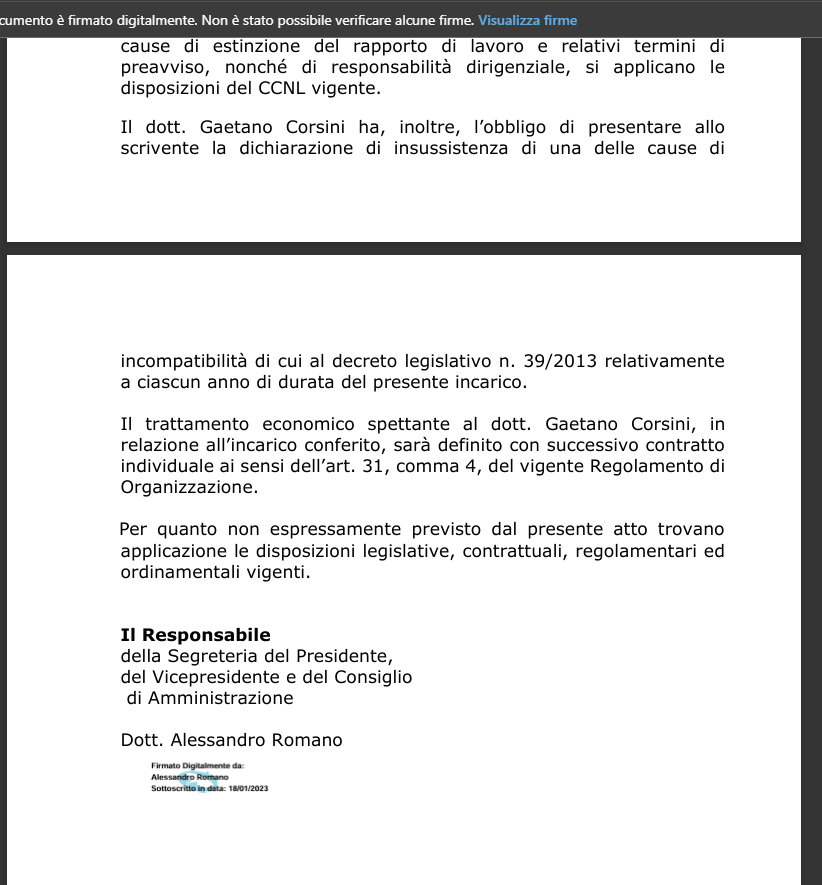 cumento è firmato digitalmente. Non è stato possibile verificare alcune firme. Visualizza firme
cause di estinzione del rapporto di lavoro e relativi termini di
preavviso, nonché di responsabilità dirigenziale, si applicano le
disposizioni del CCNL vigente.
Il dott. Gaetano Corsini ha, inoltre, l’obbligo di presentare allo
scrivente la dichiarazione di insussistenza di una delle cause di
incompatibilità di cui al decreto legislativo n. 39/2013 relativamente
a ciascun anno di durata del presente incarico.
Il trattamento economico spettante al dott. Gaetano Corsini, in
relazione all’incarico conferito, sarà definito con successivo contratto
individuale ai sensi dell’art. 31, comma 4, del vigente Regolamento di
Organizzazione.
Per quanto non espressamente previsto dal presente atto trovano
applicazione le disposizioni legislative, contrattuali, regolamentari ed
ordinamentali vigenti.
Il Responsabile
della Segreteria del Presidente,
del Vicepresidente e del Consiglio
di Amministrazione
Dott. Alessandro Romano
Firmato Digitalmente da:
Alessandro Romano
Sottoscritto in data: 18/01/2023